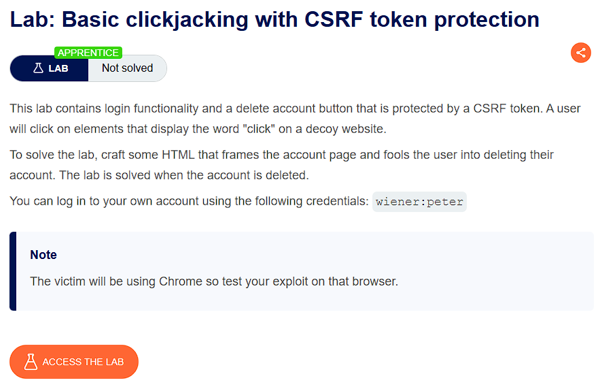 Lab: Basic clickjacking with CSRF token protection
APPRENTICE
LAB Not solved
This lab contains login functionality and a delete account button that is protected by a CSRF token. A user
will click on elements that display the word "click" on a decoy website.
To solve the lab, craft some HTML that frames the account page and fools the user into deleting their
account. The lab is solved when the account is deleted.
You can log in to your own account using the following credentials: wiener:peter
Note
The victim will be using Chrome so test your exploit on that browser.
ACCESS THE LAB